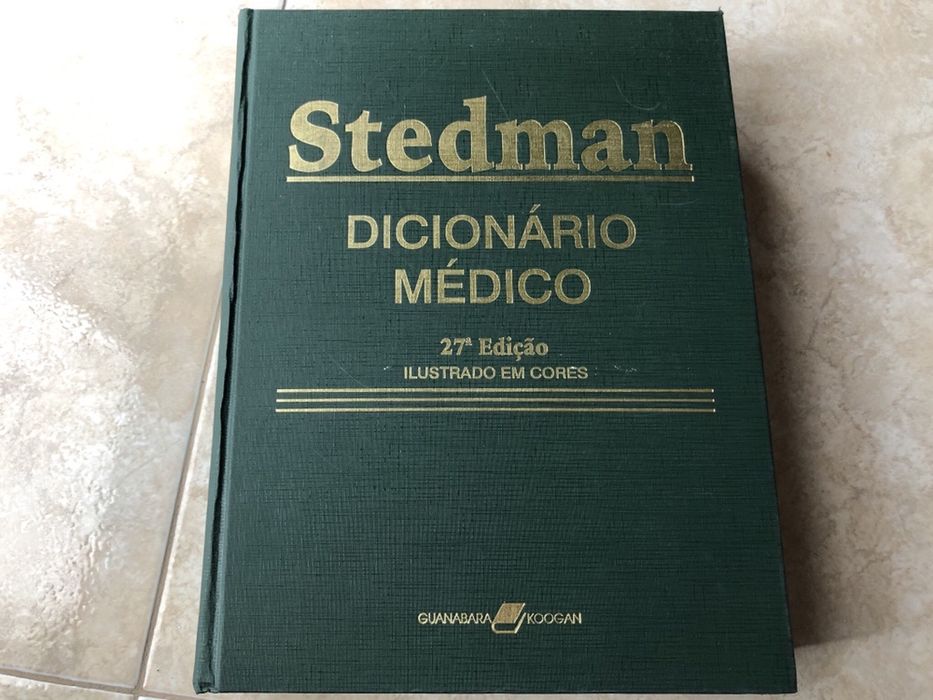 Stedman
DICIONÁRIO
MÉDICO
27ª Edição
ILUSTRADO EM CORES
GUANABARA KOOGAN